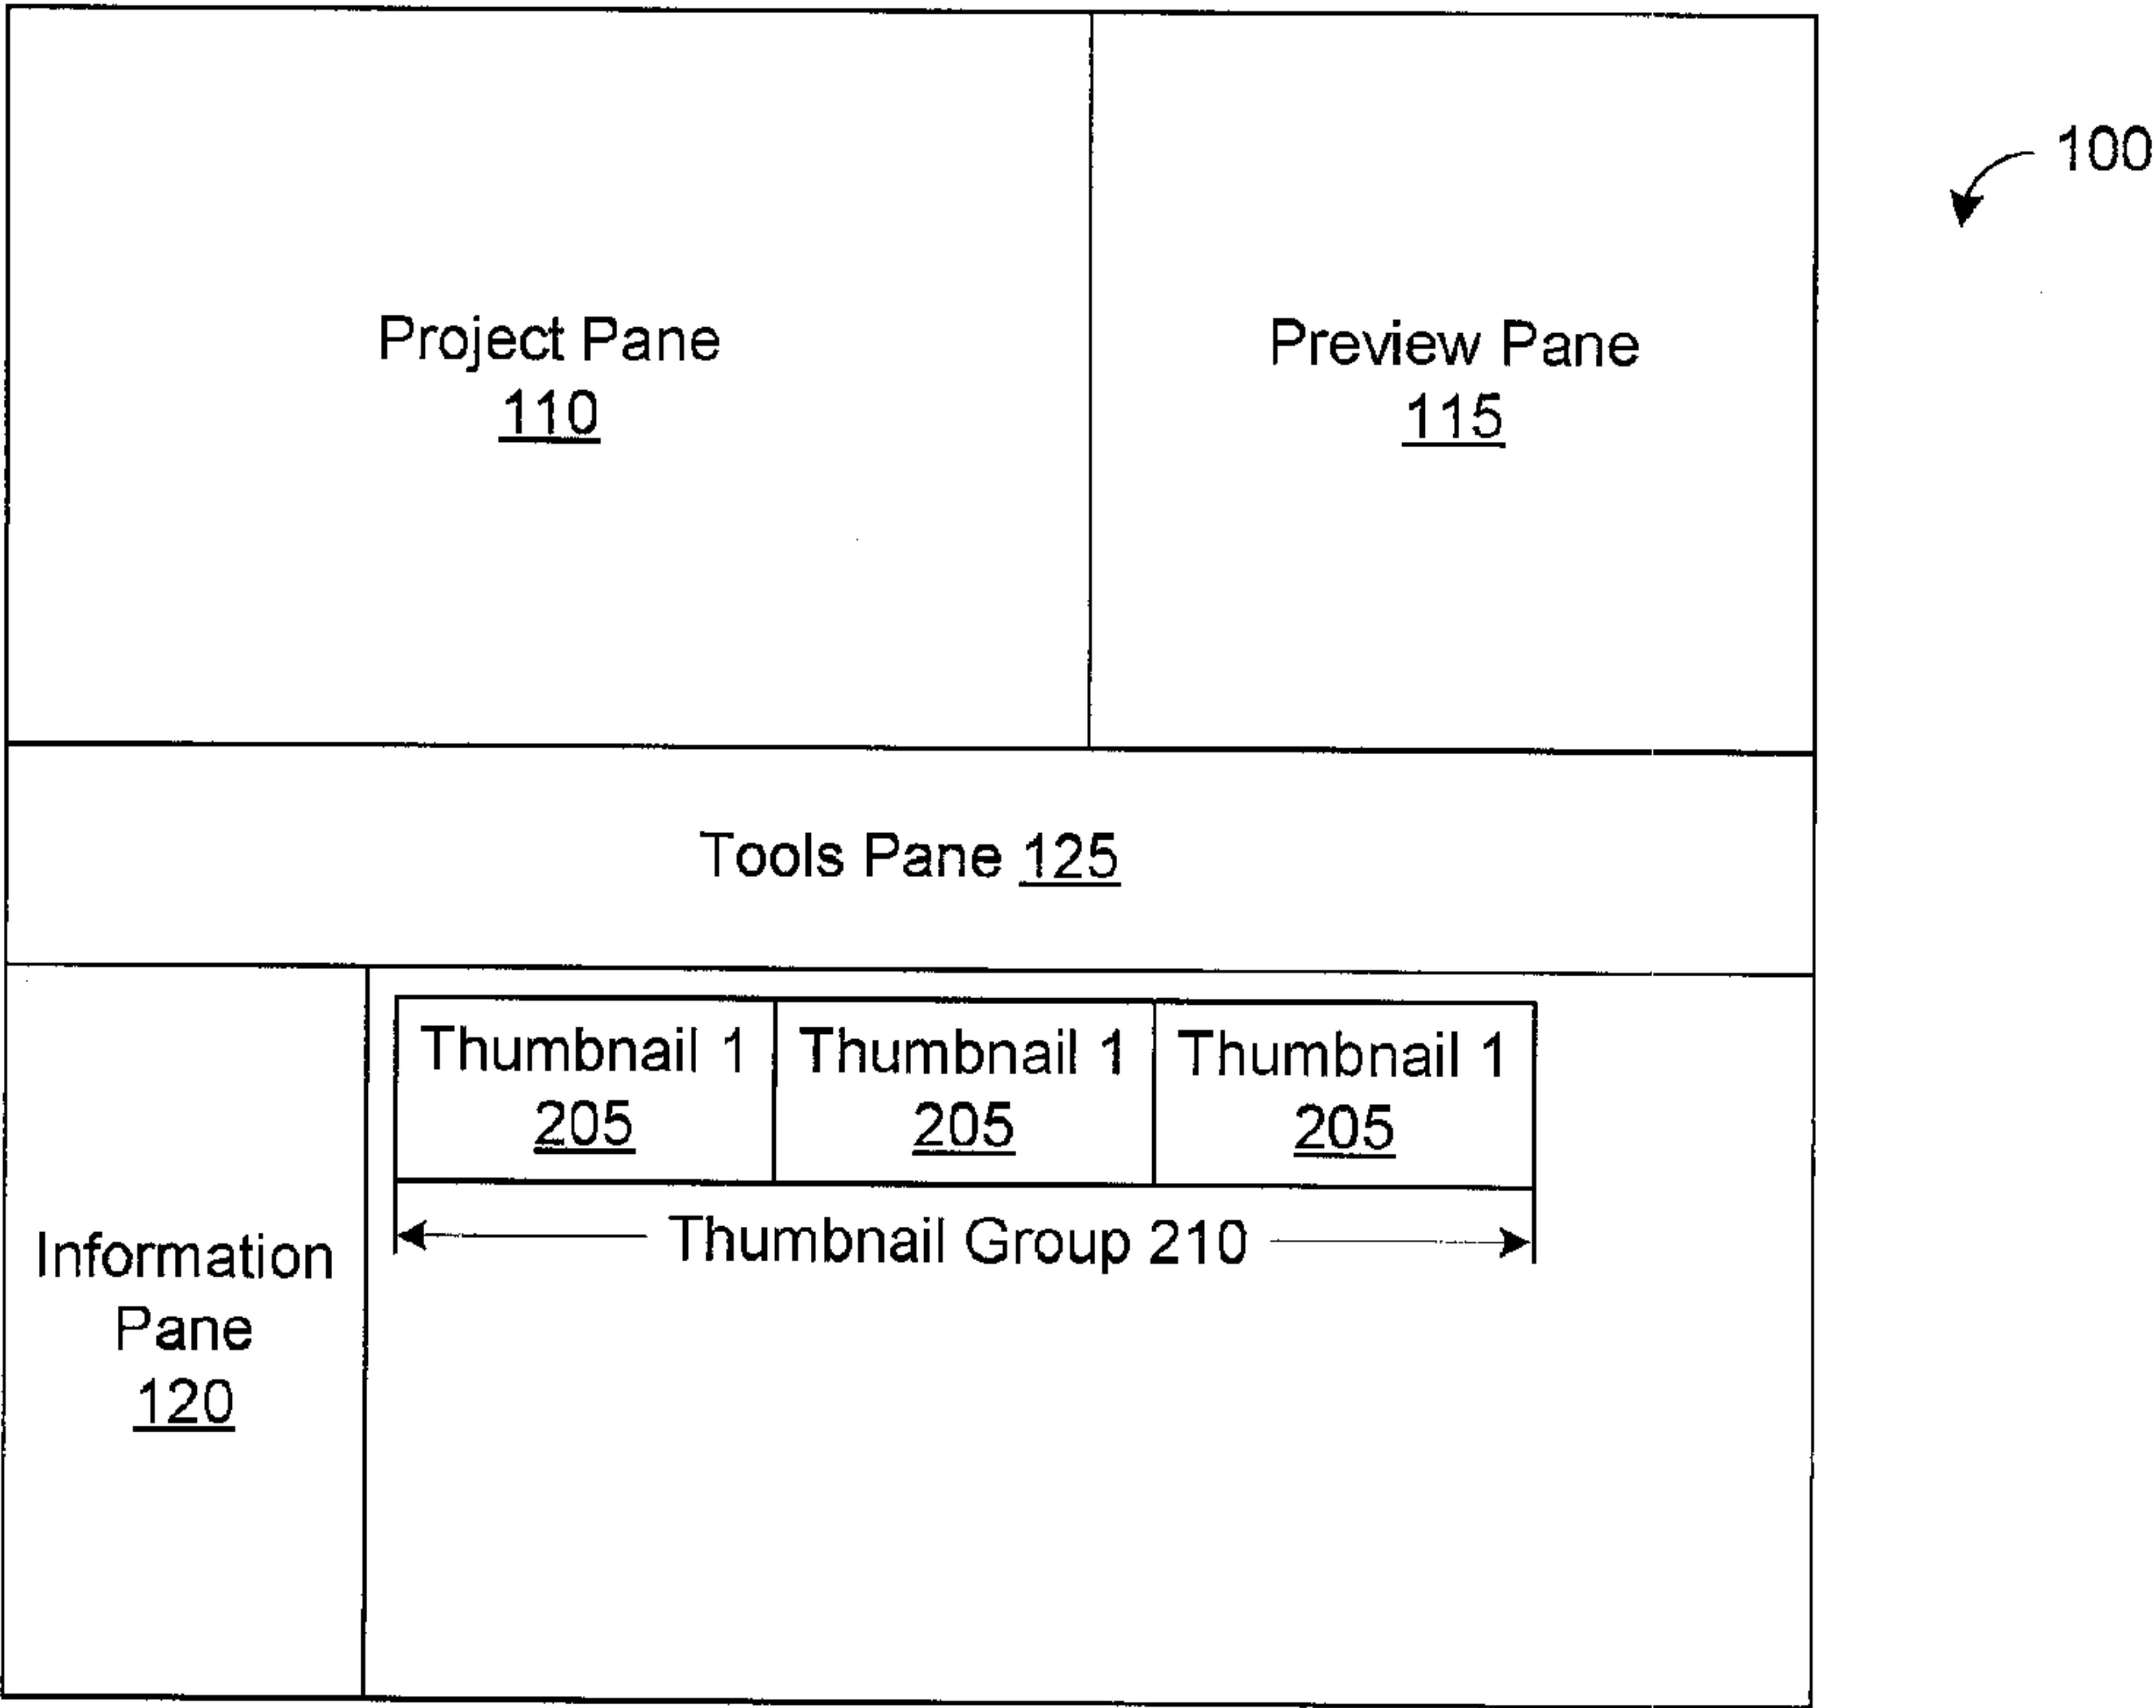 100
Project Pane
110
Preview Pane
115
Tools Pane 125
Thumbnail 1
205
Thumbnail 1
205
Thumbnail 1
205
Thumbnail Group 210
Information
Pane
120